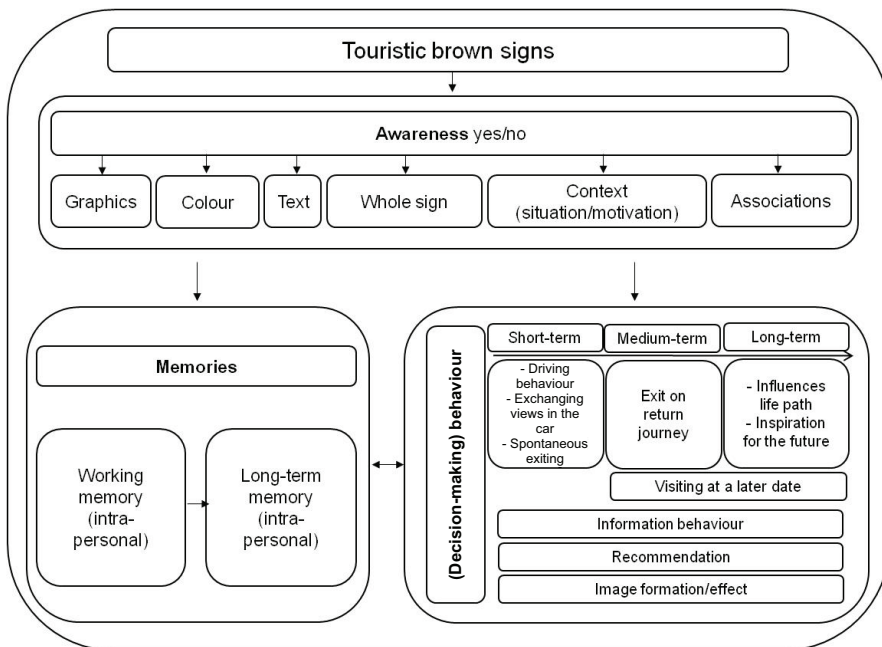 Touristic brown signs
Awareness yes/no
Graphics
Colour
Text
Whole sign
Context
(situation/motivation)
Associations
Memories
Working
memory
(intra-
personal)
Long-term
memory
(intra-
personal)
(Decision-making) behaviour
Short-term
Medium-term
Long-term
- Driving
behaviour
- Exchanging
views in the
car
- Spontaneous
exiting
Exit on
return
journey
- Influences
life path
- Inspiration
for the future
Visiting at a later date
Information behaviour
Recommendation
Image formation/effect